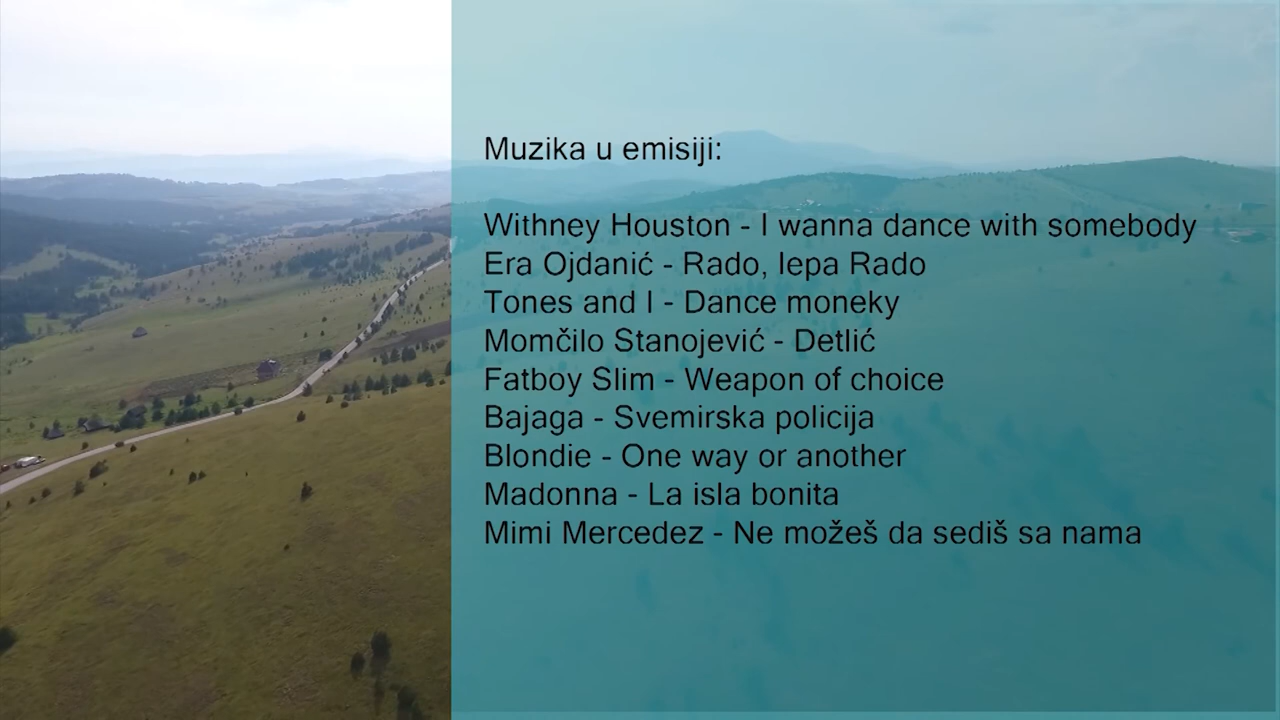 Muzika u emisiji:
Withney Houston - I wanna dance with somebody
Era Ojdanić - Rado, lepa Rado
Tones and I - Dance moneky
Momčilo Stanojević - Detlić
Fatboy Slim - Weapon of choice
Bajaga - Svemirska policija
Blondie - One way or another
Madonna - La isla bonita
Mimi Mercedez - Ne možeš da sediš sa nama